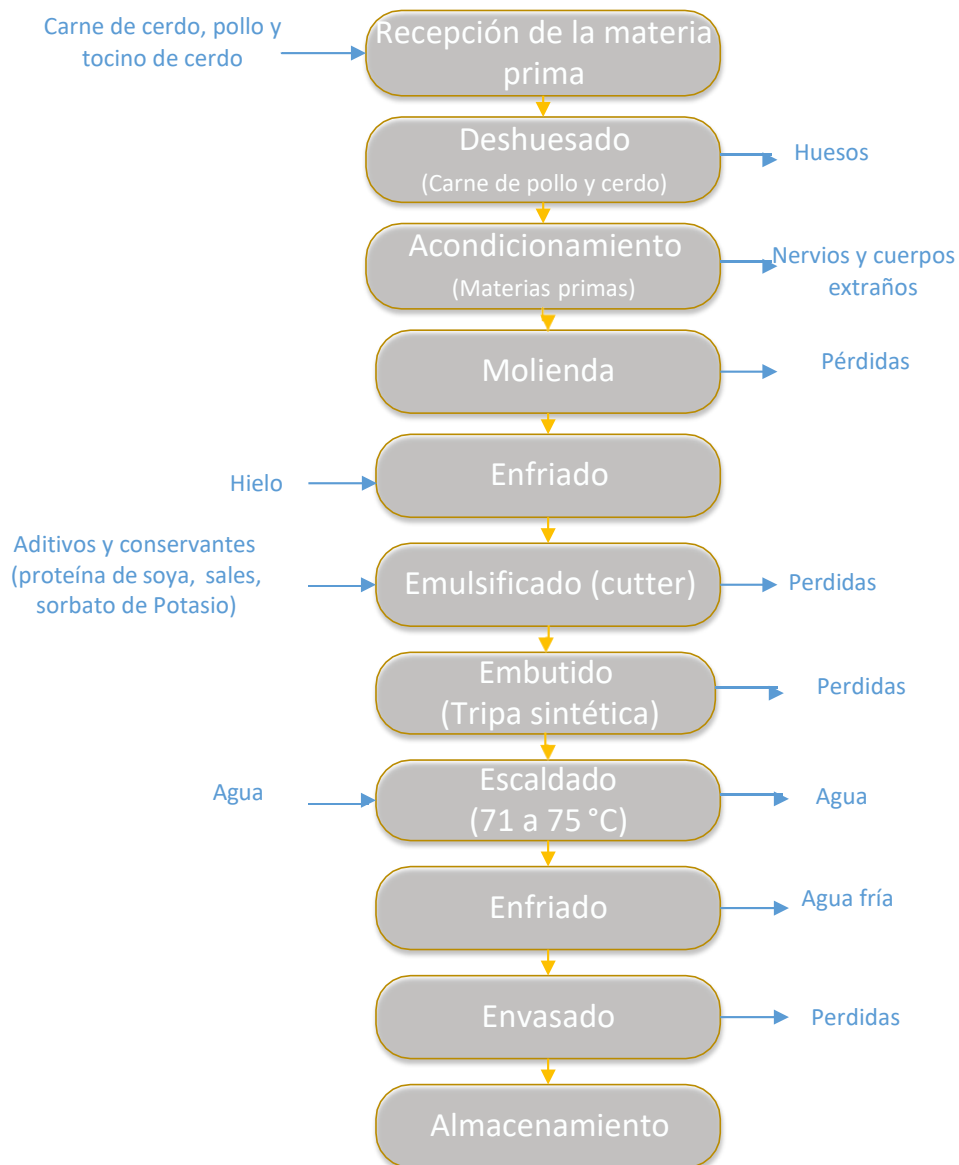 Carne de cerdo, pollo y
tocino de cerdo
Recepción de la materia
prima
Deshuesado
(Carne de pollo y cerdo)
Huesos
Acondicionamiento
(Materias primas)
Nervios y cuerpos
extraños
Molienda
Pérdidas
Hielo
Enfriado
Aditivos y conservantes
(proteína de soya, sales,
sorbato de Potasio)
Emulsificado (cutter)
Perdidas
Embutido
(Tripa sintética)
Perdidas
Agua
Escaldado
(71 a 75 °C)
Agua
Enfriado
Agua fría
Envasado
Perdidas
Almacenamiento